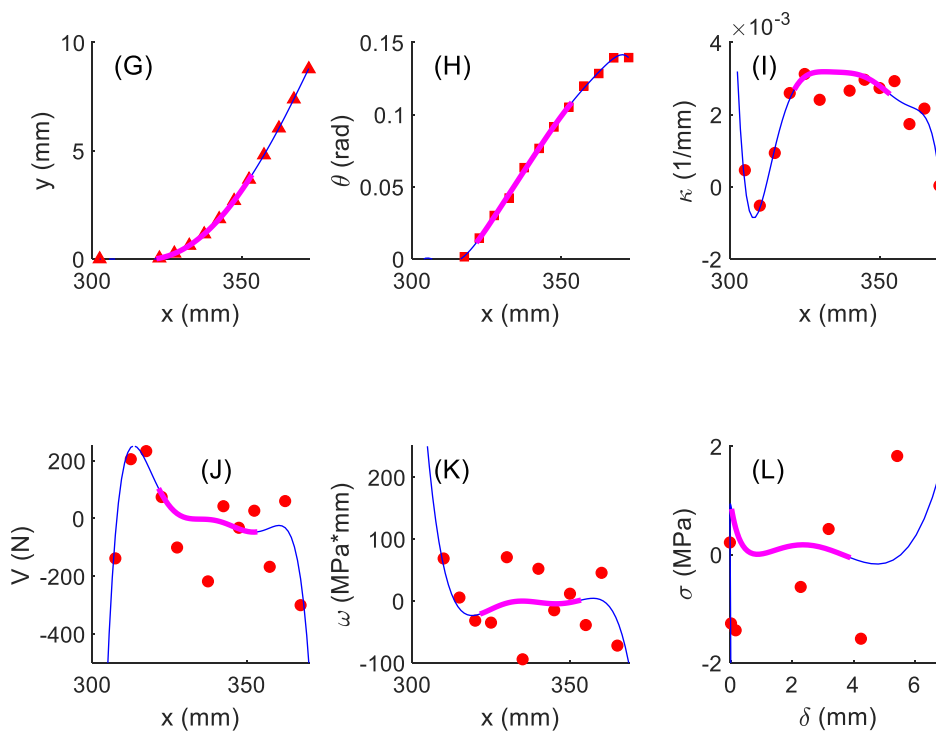 ×10⁻³
10
(G)
0.15
(H)
4
(I)
y (mm)
5
θ (rad)
0.1
0.05
κ (1/mm)
2
0
0
0
-2
300
350
300
350
300
350
x (mm)
x (mm)
x (mm)
200
(J)
200
(K)
2
(L)
V (N)
0
-200
-400
ω (MPa*mm)
100
0
-100
σ (MPa)
0
-2
300
350
300
350
0
2
4
6
x (mm)
x (mm)
δ (mm)